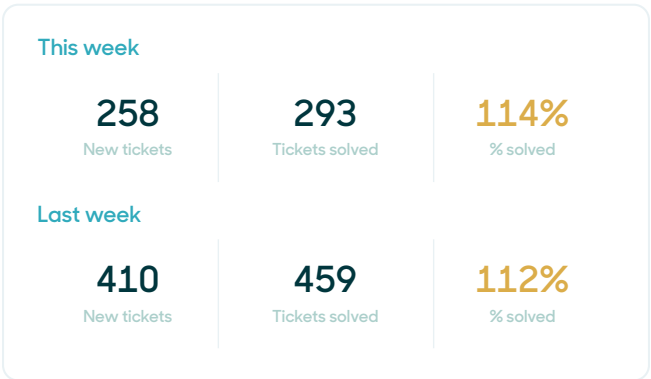 This week
258 293 114%
New tickets Tickets solved % solved
Last week
410 459 112%
New tickets Tickets solved % solved